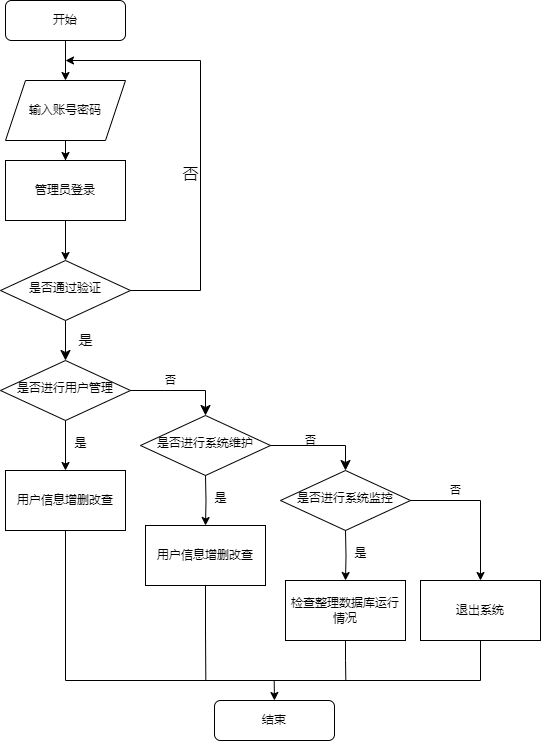 开始
输入账号密码
管理员登录
否
是否通过验证
是
是否进行用户管理
否
是
是否进行系统维护
否
用户信息增删改查
是
是否进行系统监控
否
用户信息增删改查
是
检查整理数据库运行
情况
退出系统
结束